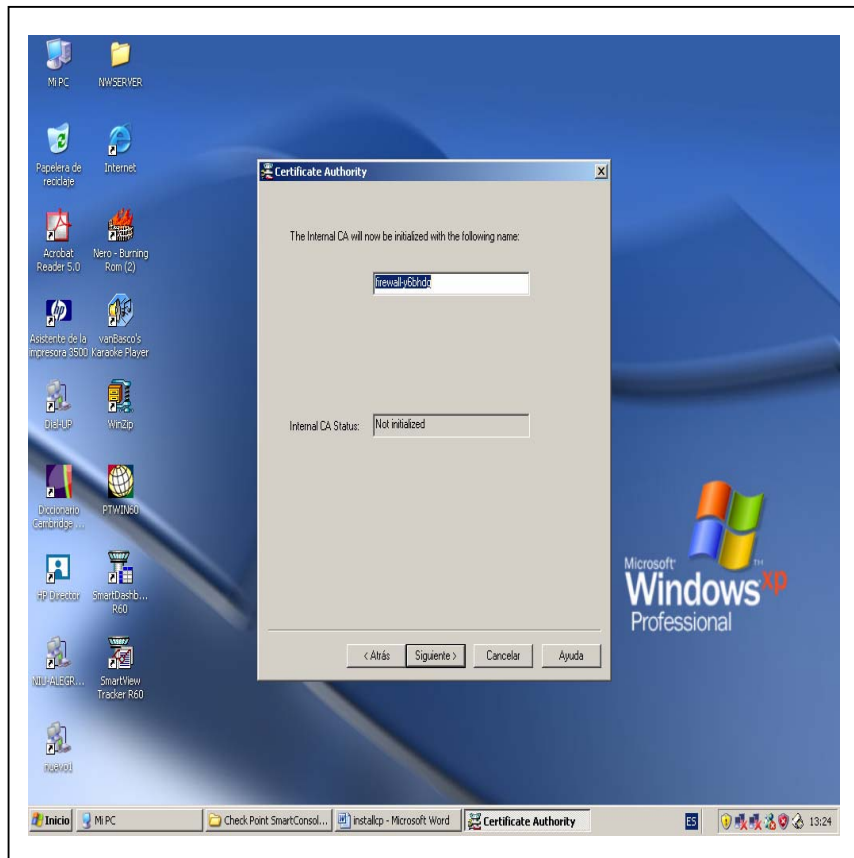 Mi PC
NWSERVER
Papelera de
reciclaje
Internet
Certificate Authority
The Internal CA will now be initialized with the following name:
firewall-y6bhdg
Acrobat
Reader 5.0
Nero - Burning
Rom (2)
Asistente de la
impresora 3500
vanBasco's
Karaoke Player
Dial-UP
WinZip
Internal CA Status:
Not initialized
Diccionario
Cambridge ...
PTWIN60
HP Director
SmartDashb...
R60
Microsoft
Windows xp
TM
Professional
< Atrás
Siguiente >
Cancelar
Ayuda
SmartView
Tracker R60
nuevo1
Inicio
Mi PC
Check Point SmartConsol...
installcp - Microsoft Word
Certificate Authority
ES
13:24